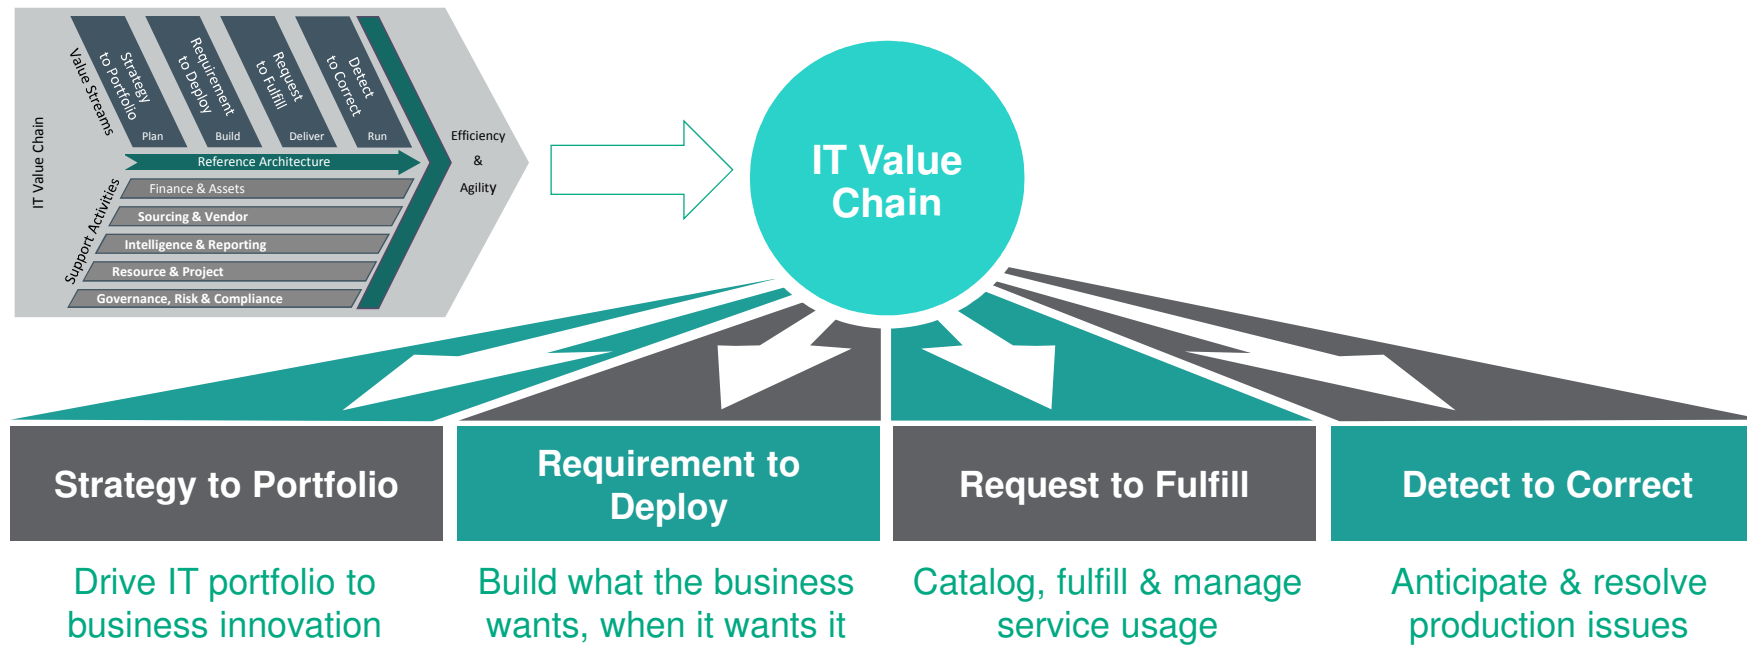 IT Value Chain
Value Streams
Strategy
to Portfolio
Plan
Requirement
to Deploy
Build
Request
to Fulfill
Deliver
Detect
to Correct
Run
Reference Architecture
Support Activities
Finance & Assets
Sourcing & Vendor
Intelligence & Reporting
Resource & Project
Governance, Risk & Compliance
Efficiency
&
Agility
IT Value
Chain
Strategy to Portfolio
Drive IT portfolio to
business innovation
Requirement to
Deploy
Build what the business
wants, when it wants it
Request to Fulfill
Catalog, fulfill & manage
service usage
Detect to Correct
Anticipate & resolve
production issues